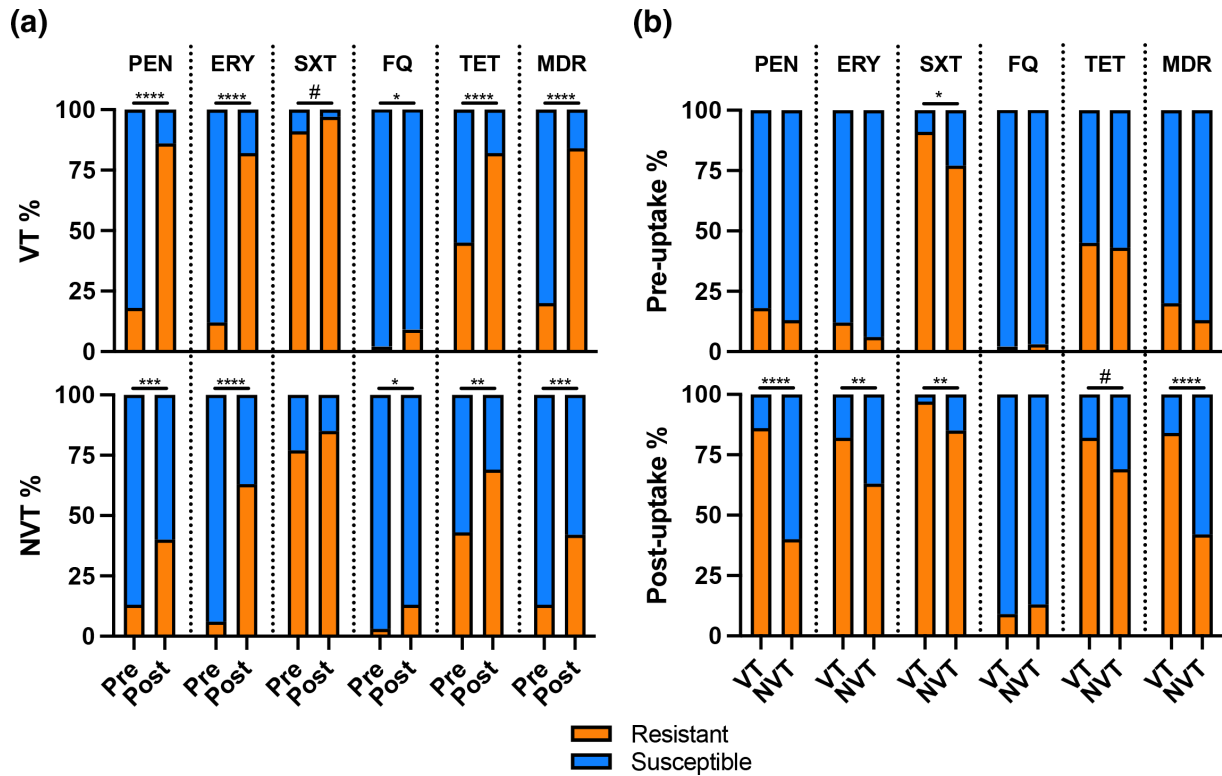 (a)
PEN ERY SXT FQ TET MDR
**** **** # * **** ****
VT %
100
75
50
25
0
*** **** * ** ***
NVT %
100
75
50
25
0
Pre Post Pre Post Pre Post Pre Post Pre Post Pre Post
(b)
PEN ERY SXT FQ TET MDR
*
Pre-uptake %
100
75
50
25
0
**** ** ** # ****
Post-uptake %
100
75
50
25
0
VT NVT VT NVT VT NVT VT NVT VT NVT VT NVT
Resistant
Susceptible